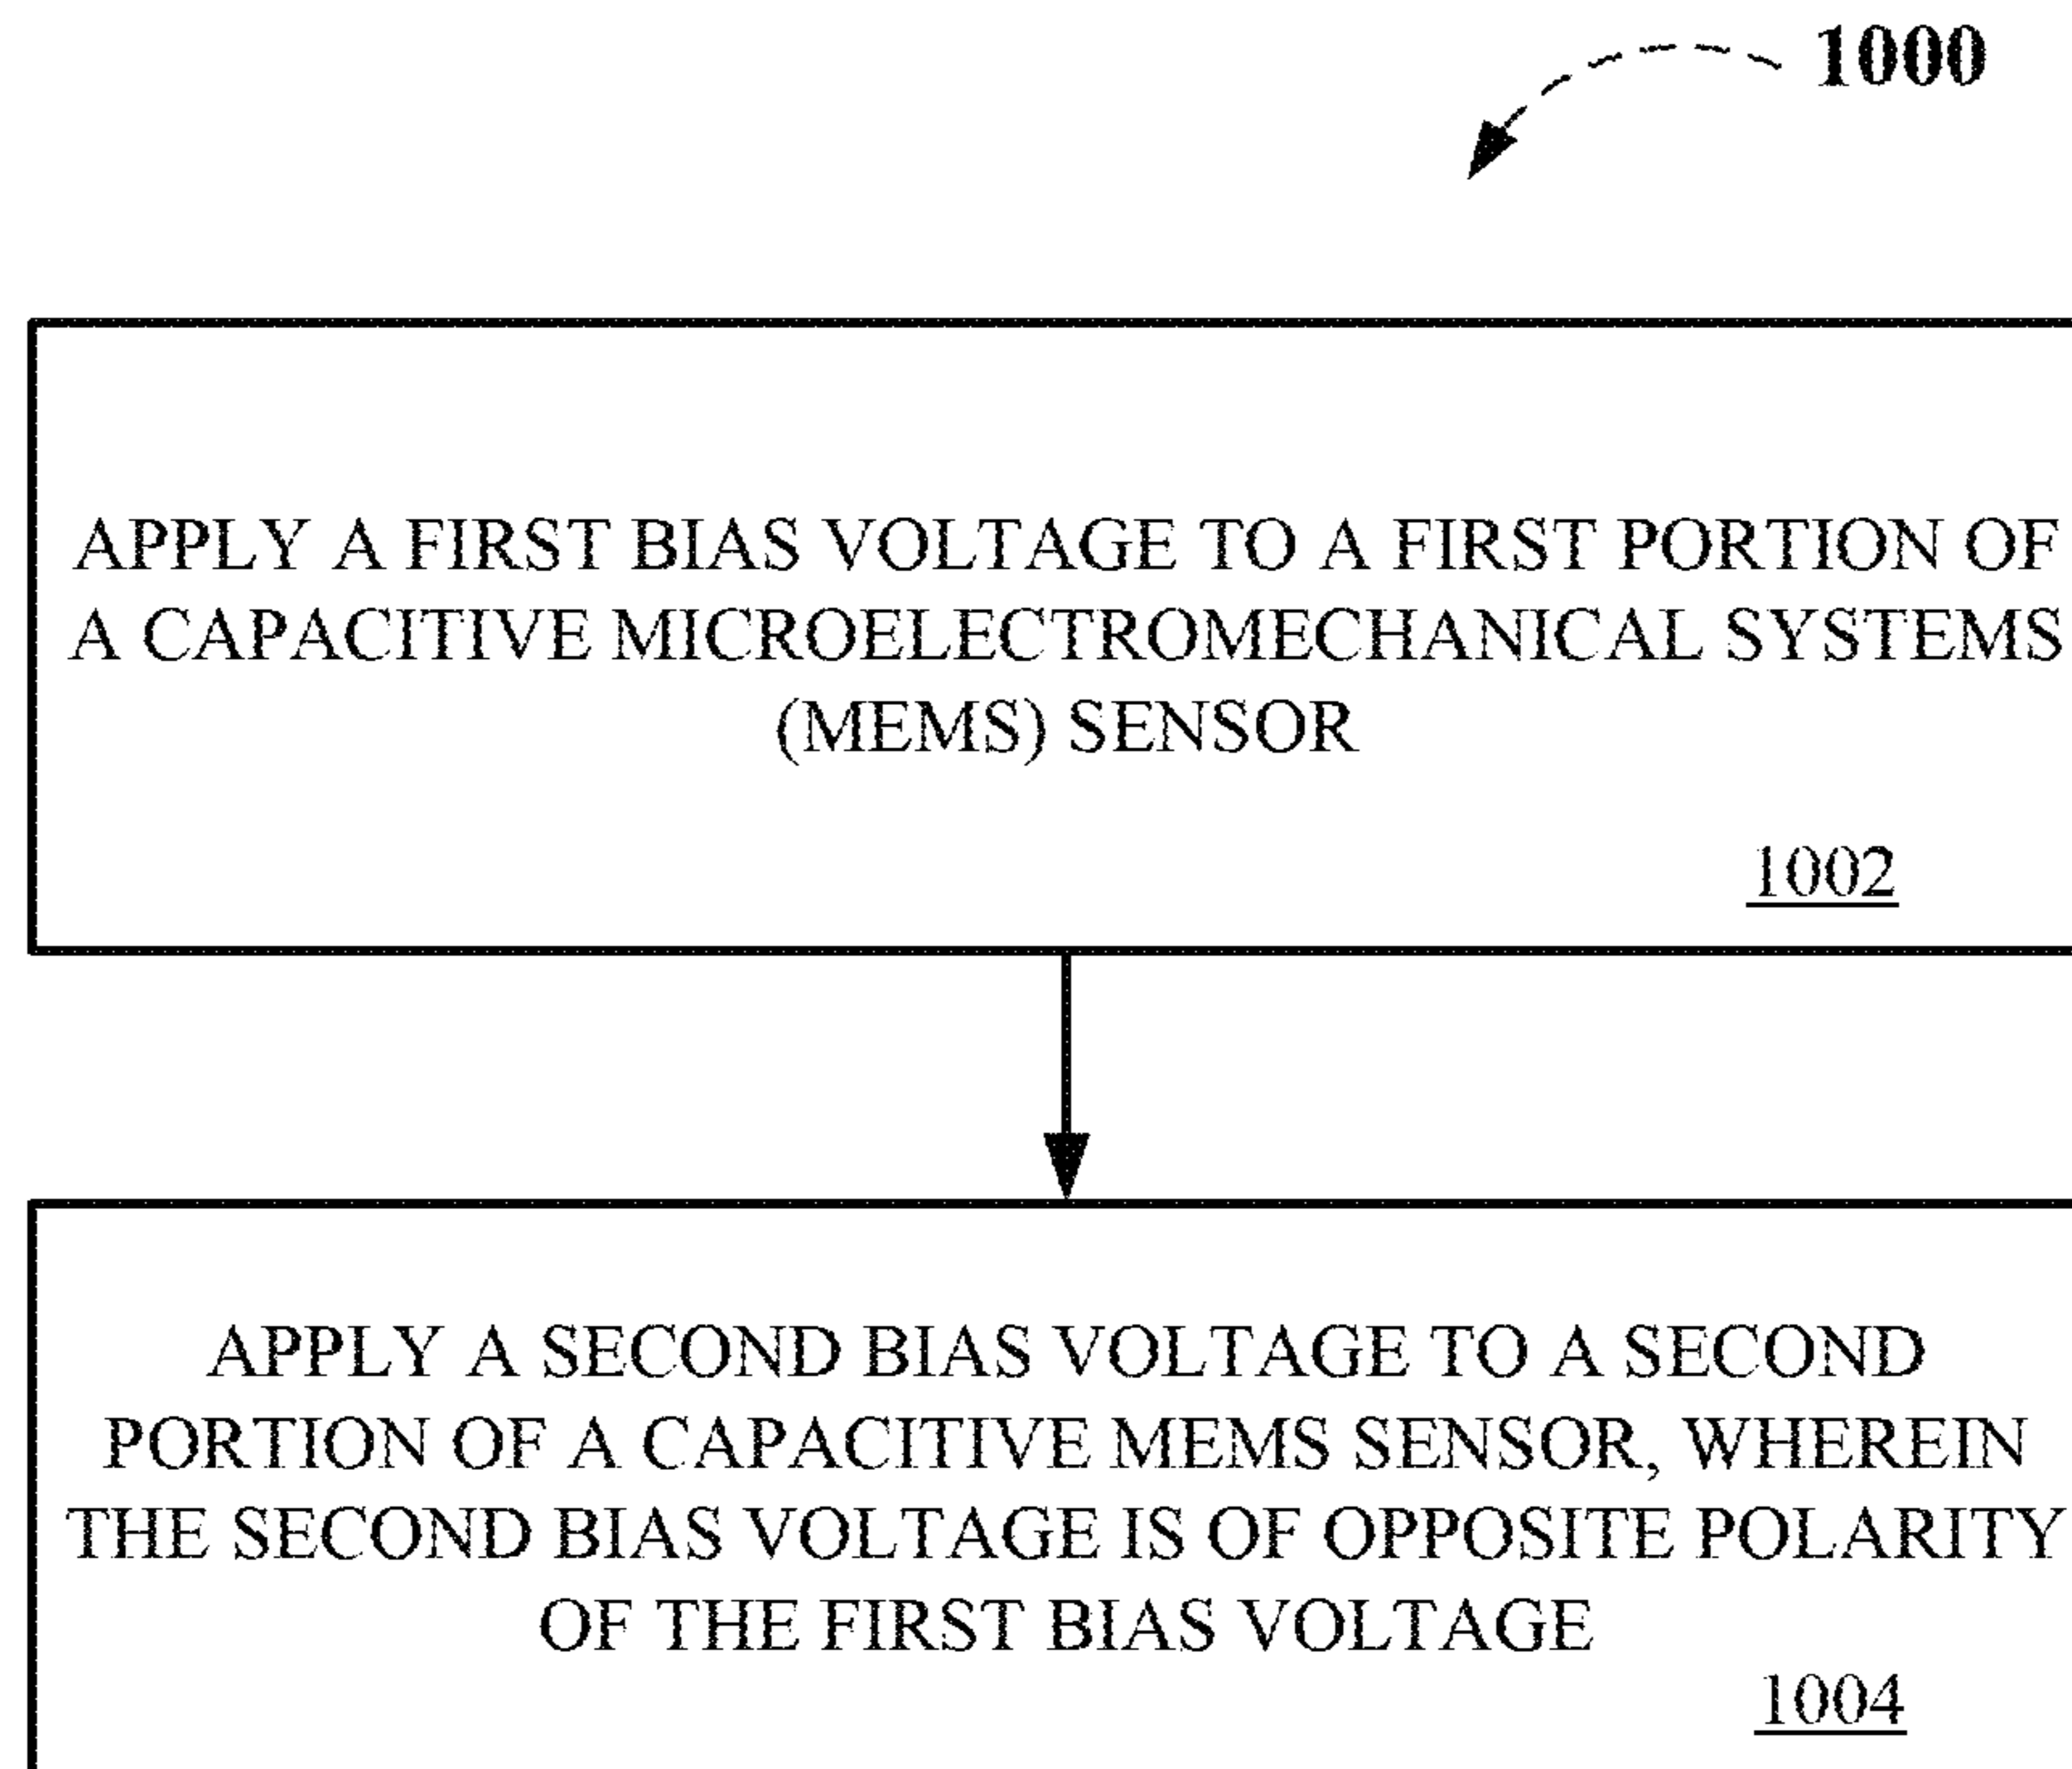 1000
APPLY A FIRST BIAS VOLTAGE TO A FIRST PORTION OF
A CAPACITIVE MICROELECTROMECHANICAL SYSTEMS
(MEMS) SENSOR
1002
APPLY A SECOND BIAS VOLTAGE TO A SECOND
PORTION OF A CAPACITIVE MEMS SENSOR, WHEREIN
THE SECOND BIAS VOLTAGE IS OF OPPOSITE POLARITY
OF THE FIRST BIAS VOLTAGE
1004